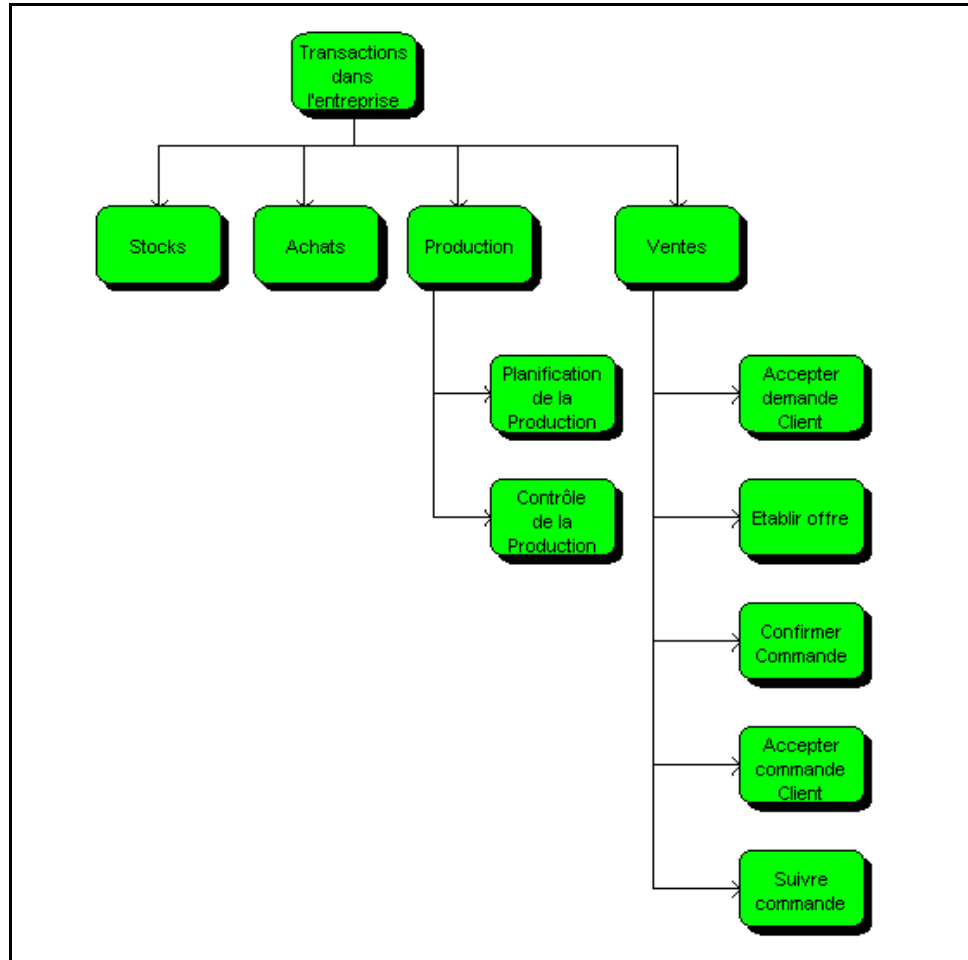 Transactions
dans
l'entreprise
Stocks
Achats
Production
Ventes
Planification
de la
Production
Accepter
demande
Client
Contrôle
de la
Production
Etablir offre
Confirmer
Commande
Accepter
commande
Client
Suivre
commande